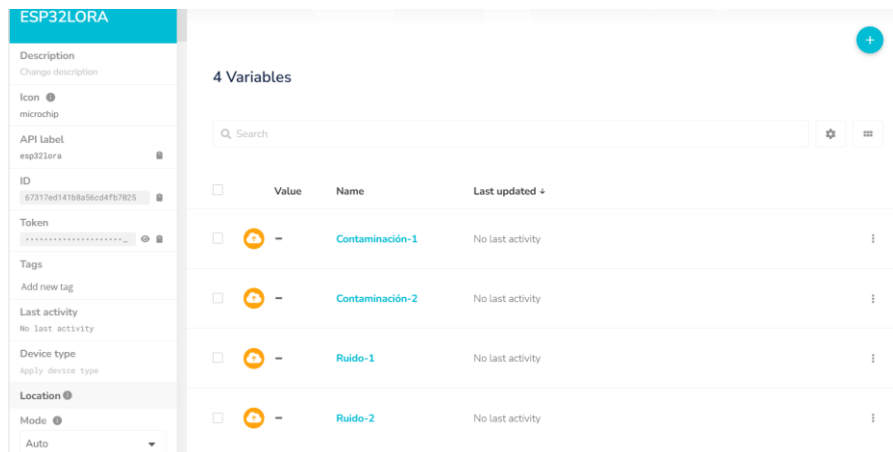 ESP32LORA
Description
Change description
Icon
microchip
API label
esp32lora
ID
67317ed141b8a56cd4fb7025
Token
Tags
Add new tag
Last activity
No last activity
Device type
Apply device type
Location
Mode
Auto
4 Variables
Search
Value Name Last updated
- Contaminación-1 No last activity
- Contaminación-2 No last activity
- Ruido-1 No last activity
- Ruido-2 No last activity